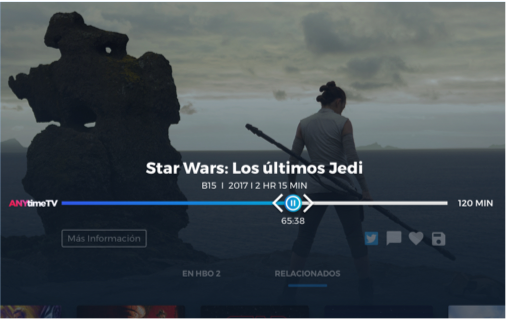 Star Wars: Los últimos Jedi
B15 I 2017 I 2 HR 15 MIN
ANYtimeTV
120 MIN
65:38
Más Información
EN HBO 2
RELACIONADOS